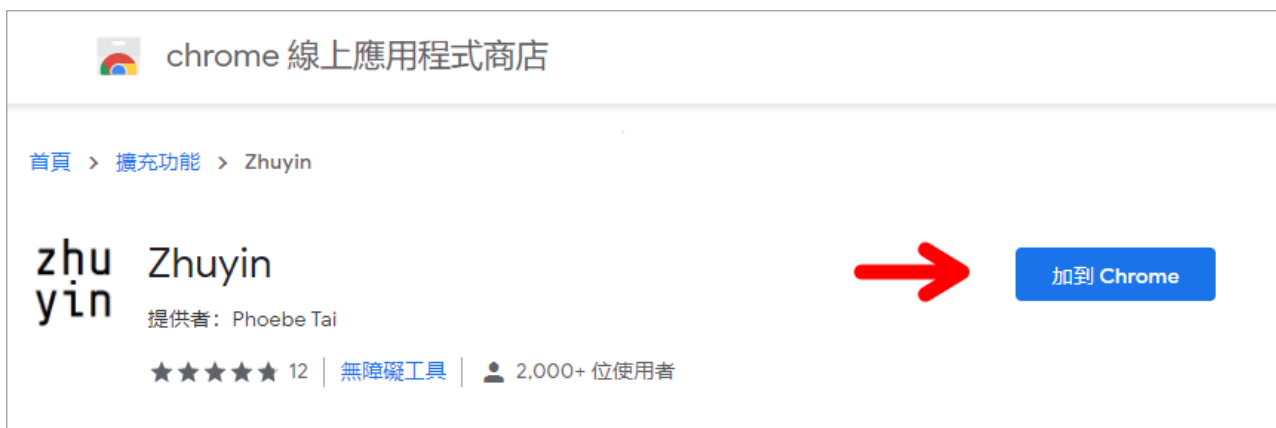 chrome 線上應用程式商店
首頁 > 擴充功能 > Zhuyin
zhu
yin
Zhuyin
加到 Chrome
提供者：Phoebe Tai
12 | 無障礙工具 | 2,000+ 位使用者